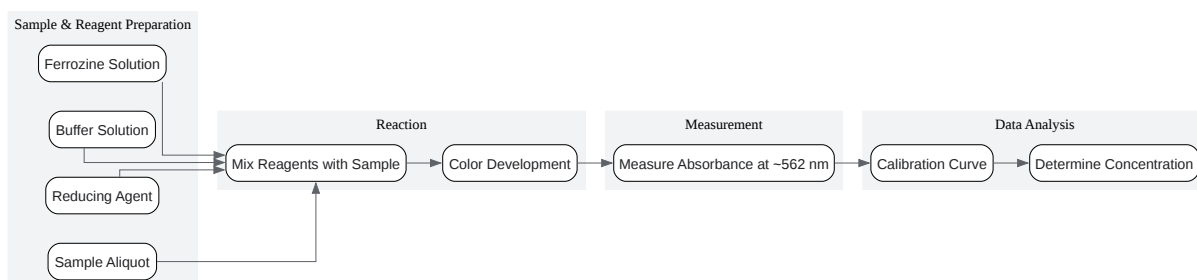 Sample & Reagent Preparation
Ferrozine Solution
Buffer Solution
Reducing Agent
Sample Aliquot
Reaction
Mix Reagents with Sample
Color Development
Measurement
Measure Absorbance at ~562 nm
Data Analysis
Calibration Curve
Determine Concentration